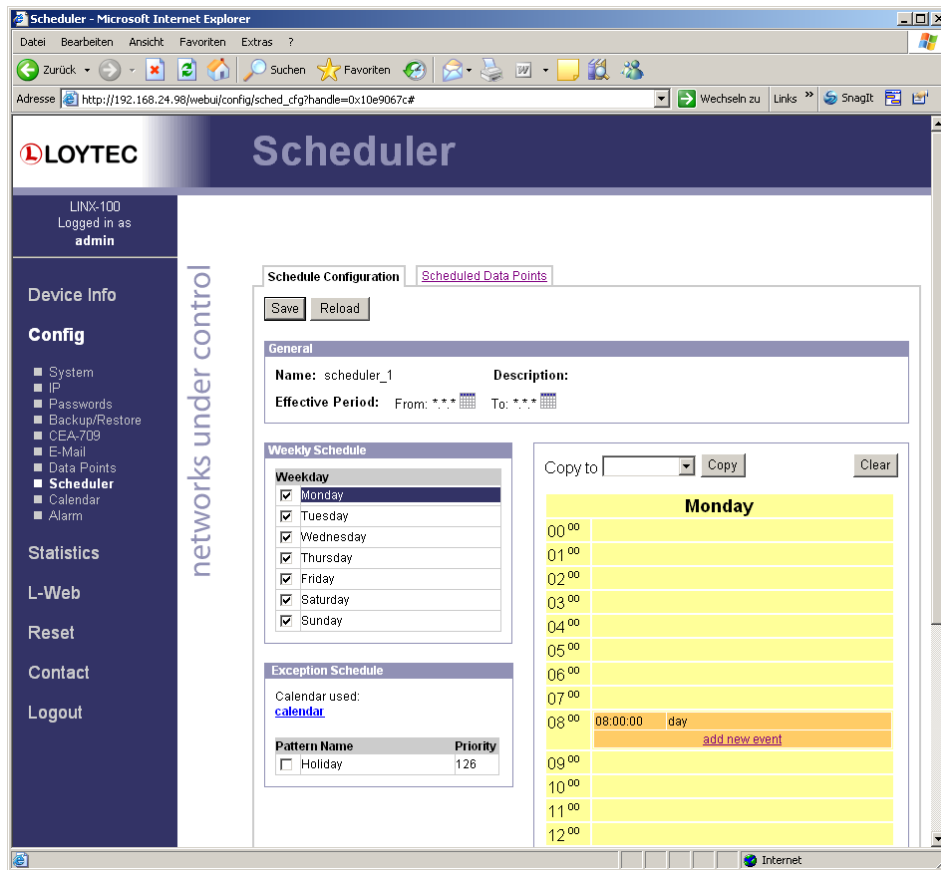 Scheduler - Microsoft Internet Explorer
Datei Bearbeiten Ansicht Favoriten Extras ?
Zurück Suchen Favoriten
Adresse http://192.168.24.98/webui/config/sched_cfg?handle=0x10e9067c# Wechseln zu Links » SnagIt
LOYTEC
Scheduler
LINX-100
Logged in as
admin
Device Info
Config
System
IP
Passwords
Backup/Restore
CEA-709
E-Mail
Data Points
Scheduler
Calendar
Alarm
Statistics
L-Web
Reset
Contact
Logout
networks under control
Schedule Configuration Scheduled Data Points
Save Reload
General
Name: scheduler_1 Description:
Effective Period: From: *.*.* To: *.*.*
Weekly Schedule
Weekday
Monday
Tuesday
Wednesday
Thursday
Friday
Saturday
Sunday
Exception Schedule
Calendar used:
calendar
Pattern Name Priority
Holiday 126
Copy to Copy Clear
Monday
00 00
01 00
02 00
03 00
04 00
05 00
06 00
07 00
08 00 08:00:00 day
add new event
09 00
10 00
11 00
12 00
Internet